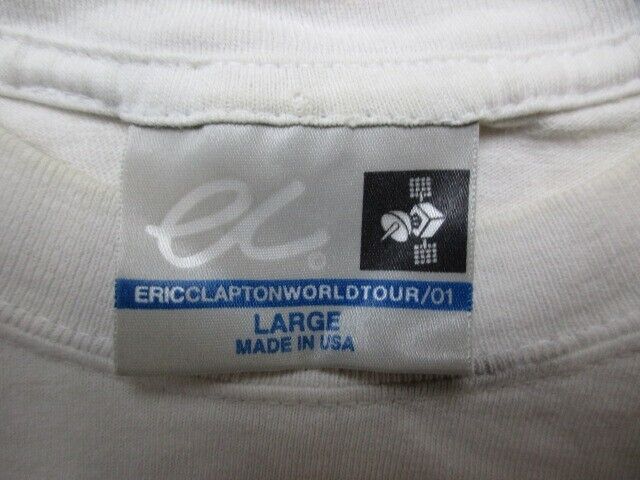 ec ©
ERICCLAPTONWORLDTOUR/01
LARGE
MADE IN USA